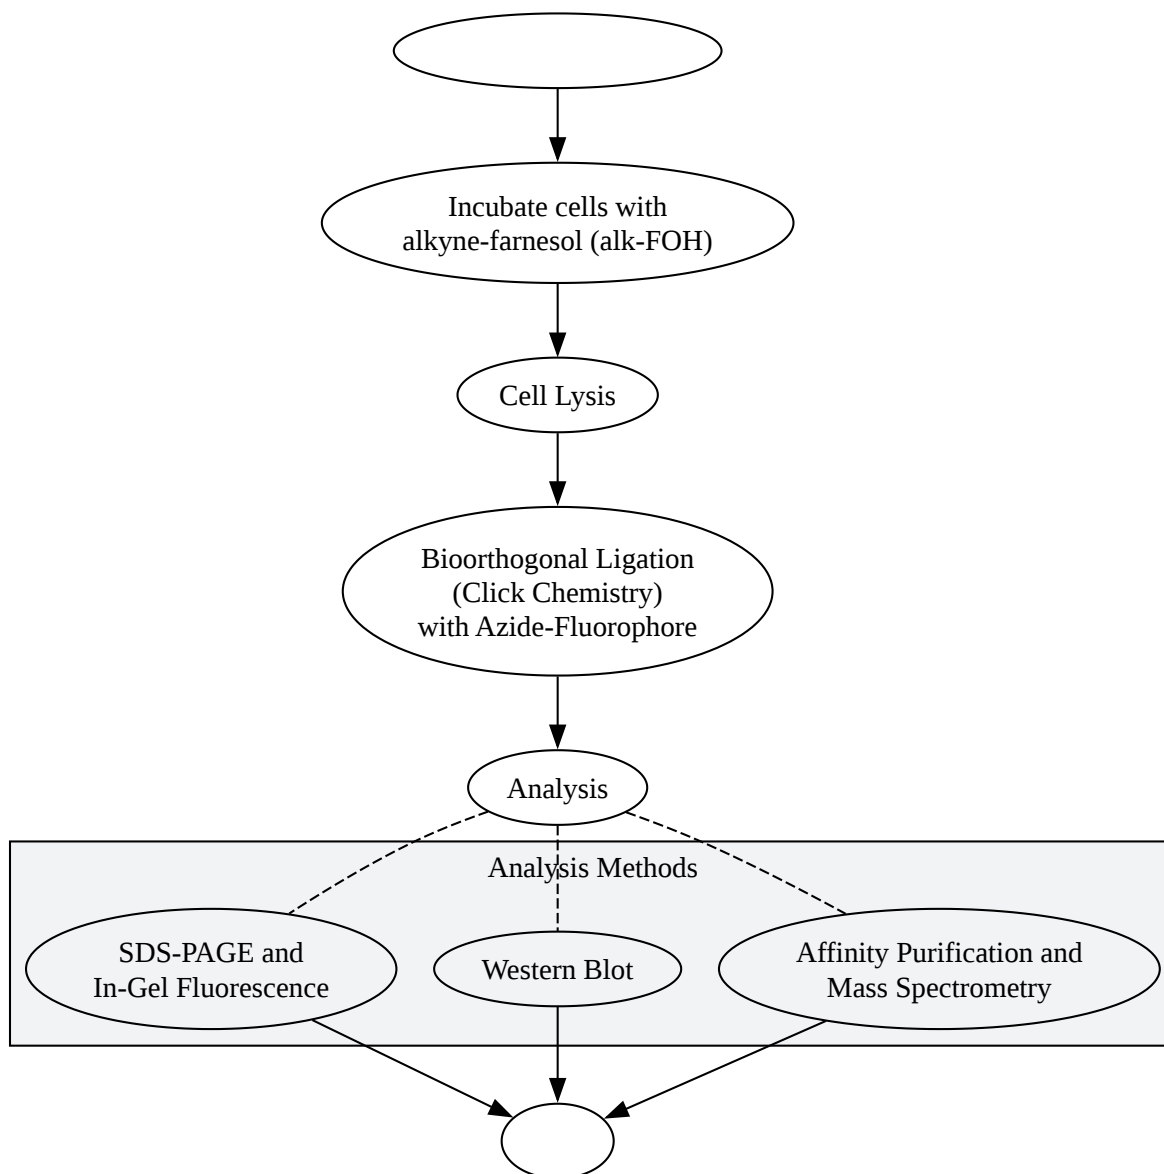 Incubate cells with
alkyne-farnesol (alk-FOH)
Cell Lysis
Bioorthogonal Ligation
(Click Chemistry)
with Azide-Fluorophore
Analysis
Analysis Methods
SDS-PAGE and
In-Gel Fluorescence
Western Blot
Affinity Purification and
Mass Spectrometry